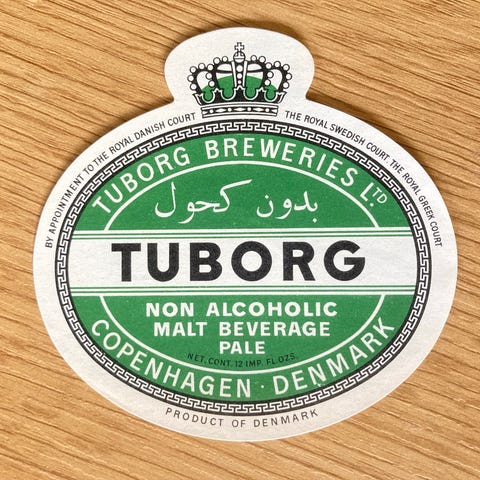 BY APPOINTMENT TO THE ROYAL DANISH COURT THE ROYAL SWEDISH COURT. THE ROYAL GREEK COURT
TUBORG BREWERIES LTD
بدون كحول
TUBORG
NON ALCOHOLIC
MALT BEVERAGE
PALE
NET. CONT. 12 IMP. FL. OZS.
COPENHAGEN · DENMARK
PRODUCT OF DENMARK